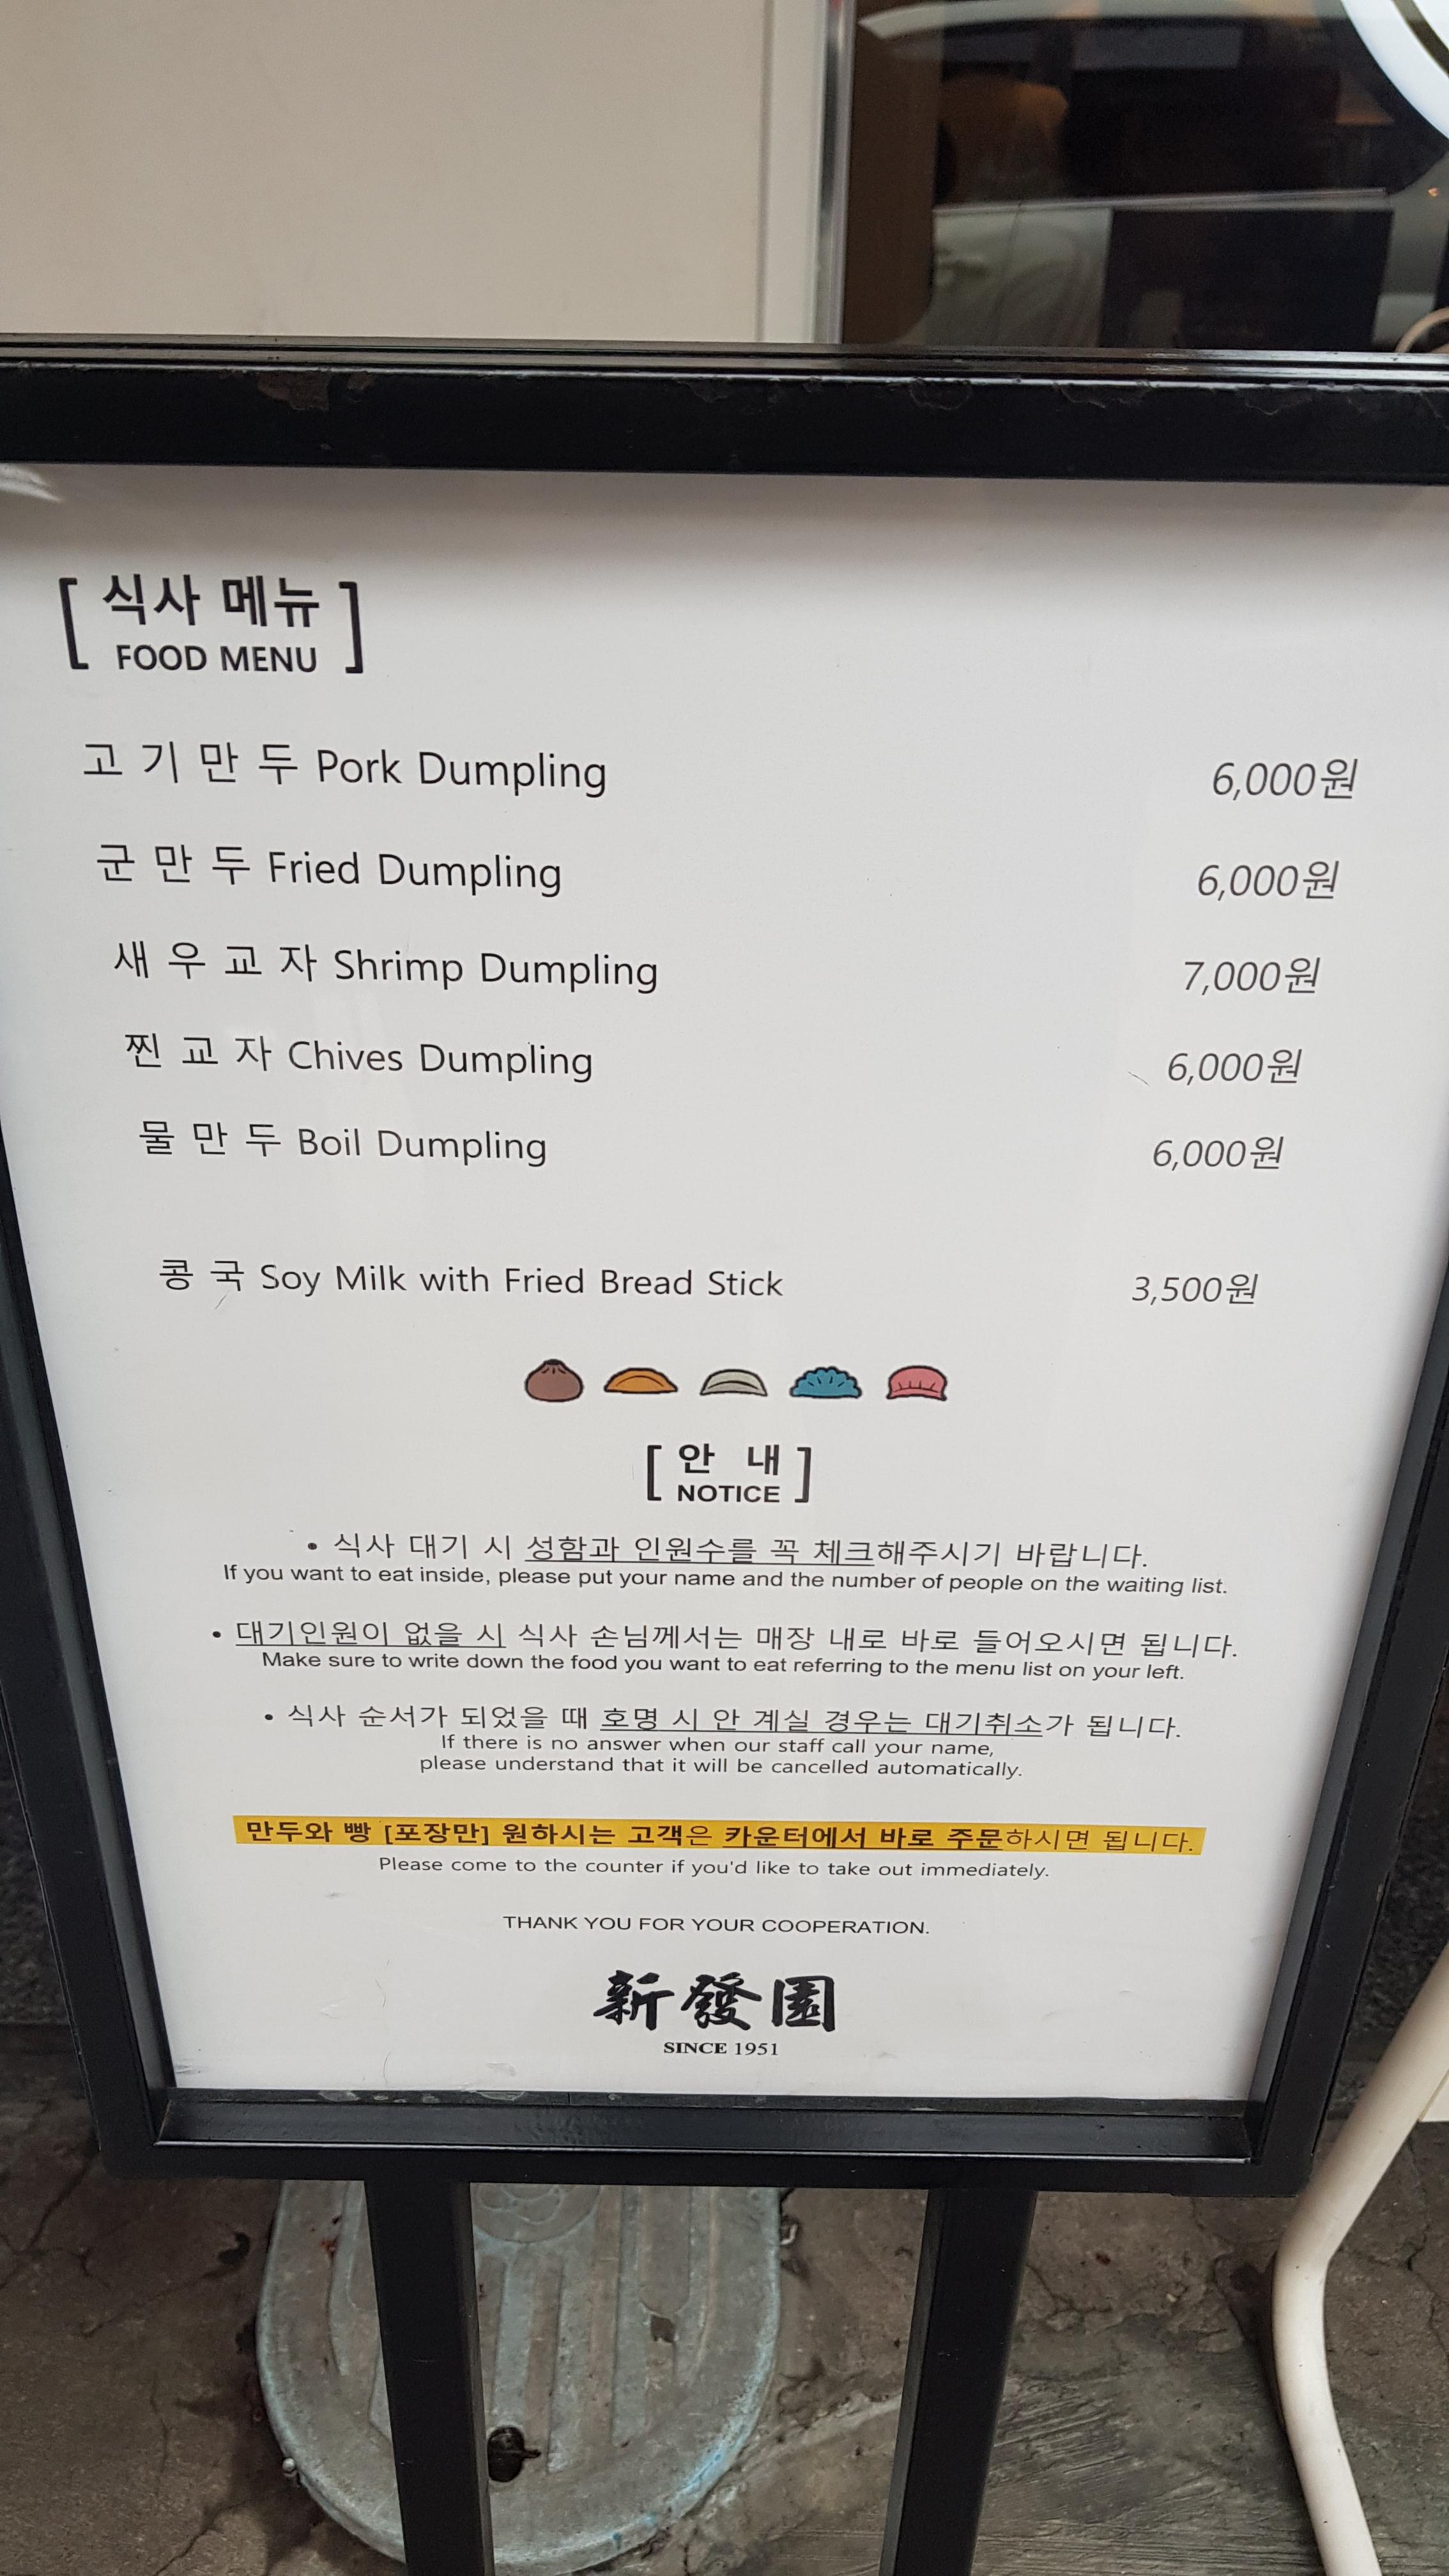 [ 식사 메뉴 ]
FOOD MENU
고 기 만 두 Pork Dumpling 6,000원
군 만 두 Fried Dumpling 6,000원
새 우 교 자 Shrimp Dumpling 7,000원
찐 교 자 Chives Dumpling 6,000원
물 만 두 Boil Dumpling 6,000원
콩 국 Soy Milk with Fried Bread Stick 3,500원
[ 안 내 ]
NOTICE
• 식사 대기 시 성함과 인원수를 꼭 체크해주시기 바랍니다.
If you want to eat inside, please put your name and the number of people on the waiting list.
• 대기인원이 없을 시 식사 손님께서는 매장 내로 바로 들어오시면 됩니다.
Make sure to write down the food you want to eat referring to the menu list on your left.
• 식사 순서가 되었을 때 호명 시 안 계실 경우는 대기취소가 됩니다.
If there is no answer when our staff call your name,
please understand that it will be cancelled automatically.
만두와 빵 [포장만] 원하시는 고객은 카운터에서 바로 주문하시면 됩니다.
Please come to the counter if you'd like to take out immediately.
THANK YOU FOR YOUR COOPERATION.
新發園
SINCE 1951